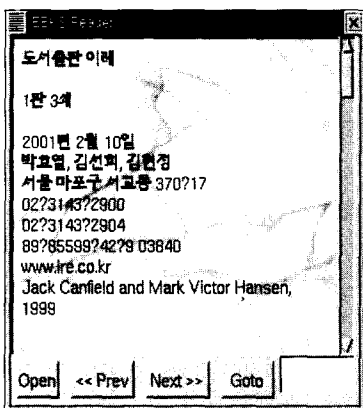 Reader
도서출판 이레
1판 3쇄
2001년 2월 10일
박효열, 김선희, 김현정
서울 마포구 서교동 370?17
02?3143?2900
02?3143?2904
89?85599?42?9 03840
www.ire.co.kr
Jack Canfield and Mark Victor Hansen,
1999
Open << Prev Next >> Goto